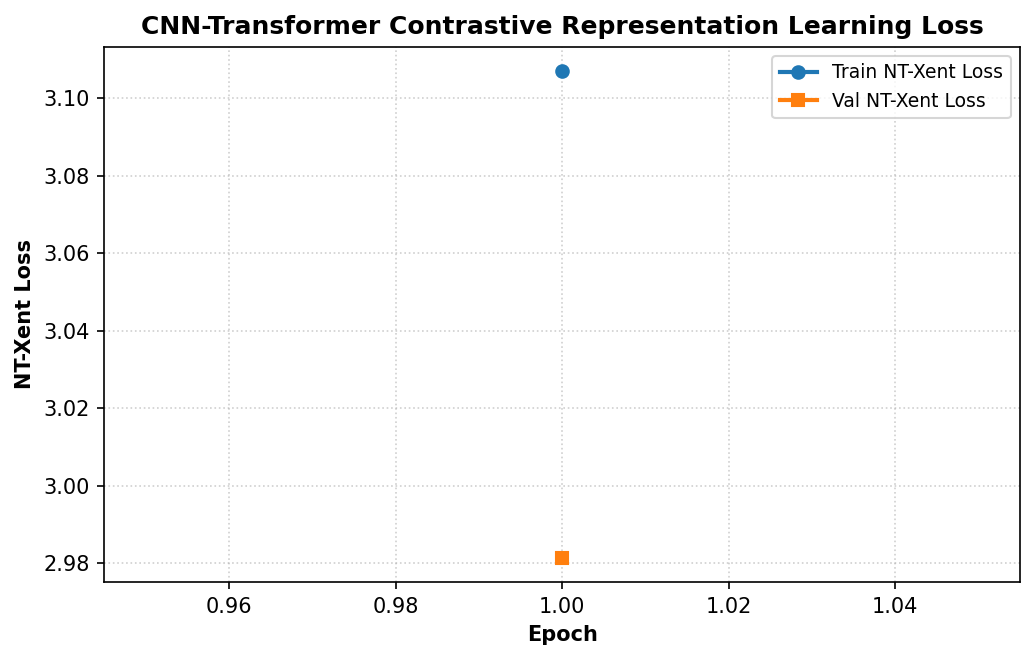 CNN-Transformer Contrastive Representation Learning Loss
Train NT-Xent Loss
Val NT-Xent Loss
NT-Xent Loss
3.10
3.08
3.06
3.04
3.02
3.00
2.98
0.96 0.98 1.00 1.02 1.04
Epoch